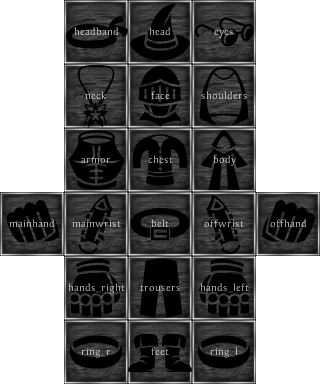 headband head eyes
neck face shoulders
armor chest body
mainhand mainwrist belt offwrist offhand
hands_right trousers hands_left
ring_r feet ring_l